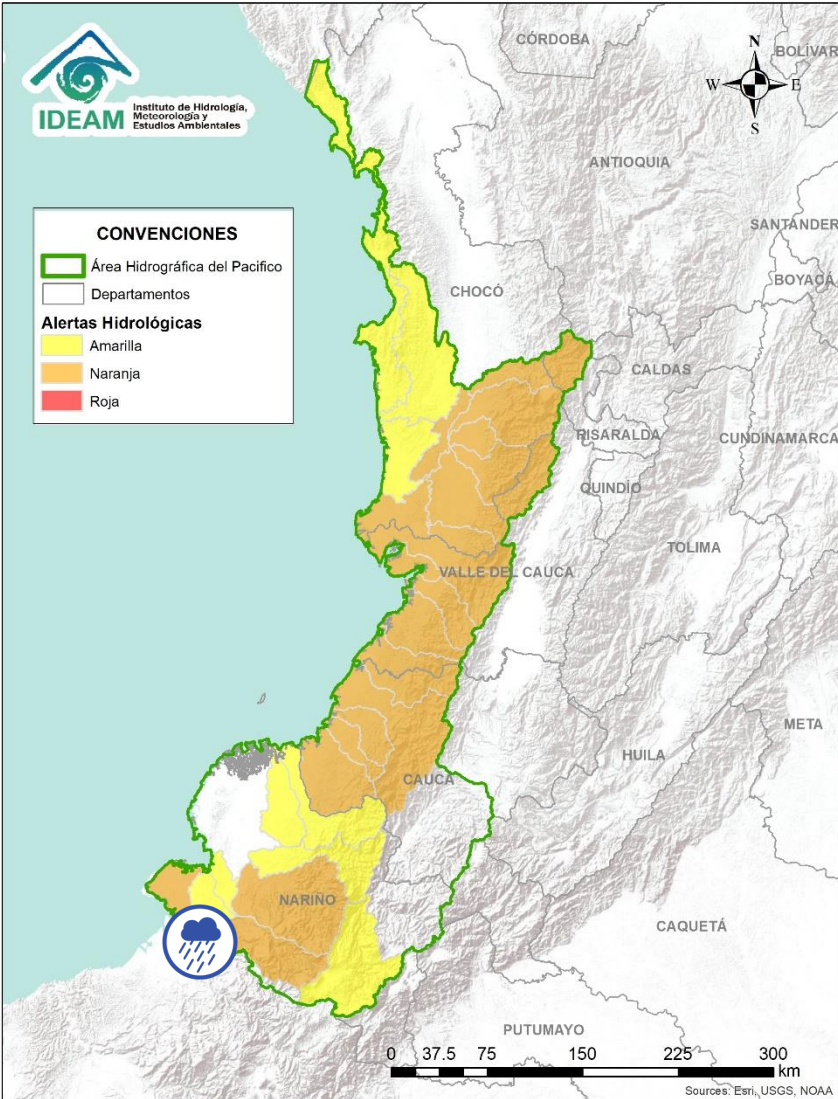 IDEAM
Instituto de Hidrología,
Meteorología y
Estudios Ambientales
CÓRDOBA
BOLÍVAR
N
W
E
S
ANTIOQUIA
SANTANDER
BOYACÁ
CONVENCIONES
Área Hidrográfica del Pacifico
Departamentos
Alertas Hidrológicas
Amarilla
Naranja
Roja
CHOCÓ
CALDAS
RISARALDA
CUNDINAMARCA
QUINDÍO
TOLIMA
VALLE DEL CAUCA
META
HUILA
CAUCA
NARIÑO
CAQUETÁ
PUTUMAYO
0 37.5 75 150 225 300
km
Sources: Esri, USGS, NOAA